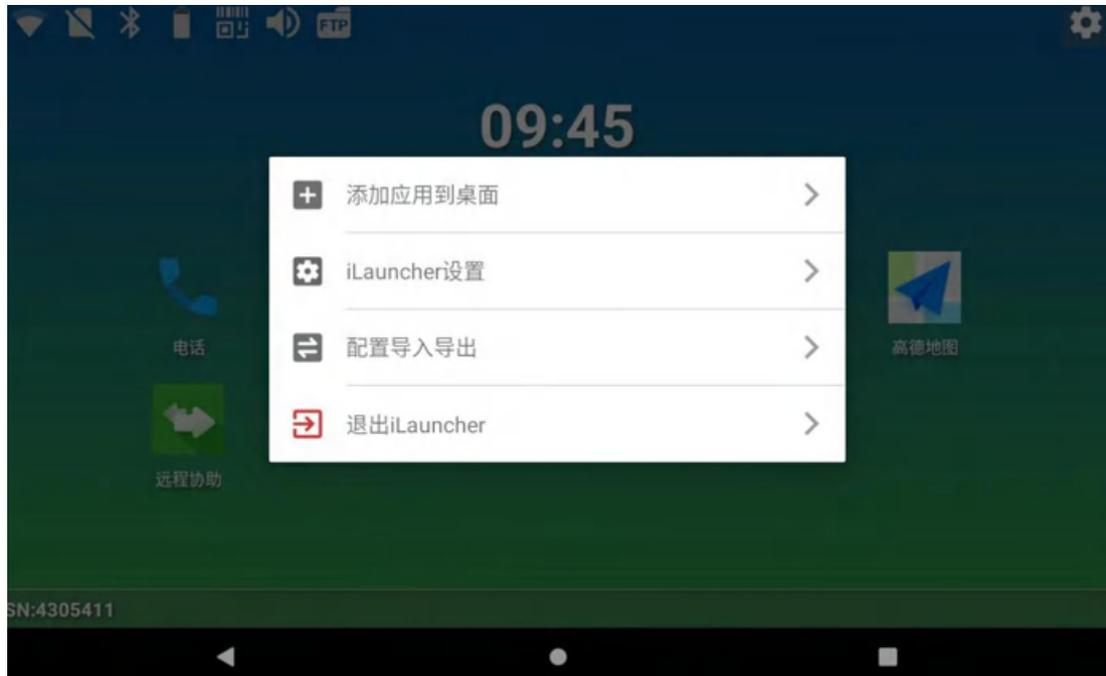 FTP
09:45
添加应用到桌面
iLauncher设置
电话
配置导入导出
高德地图
退出iLauncher
远程协助
SN:4305411